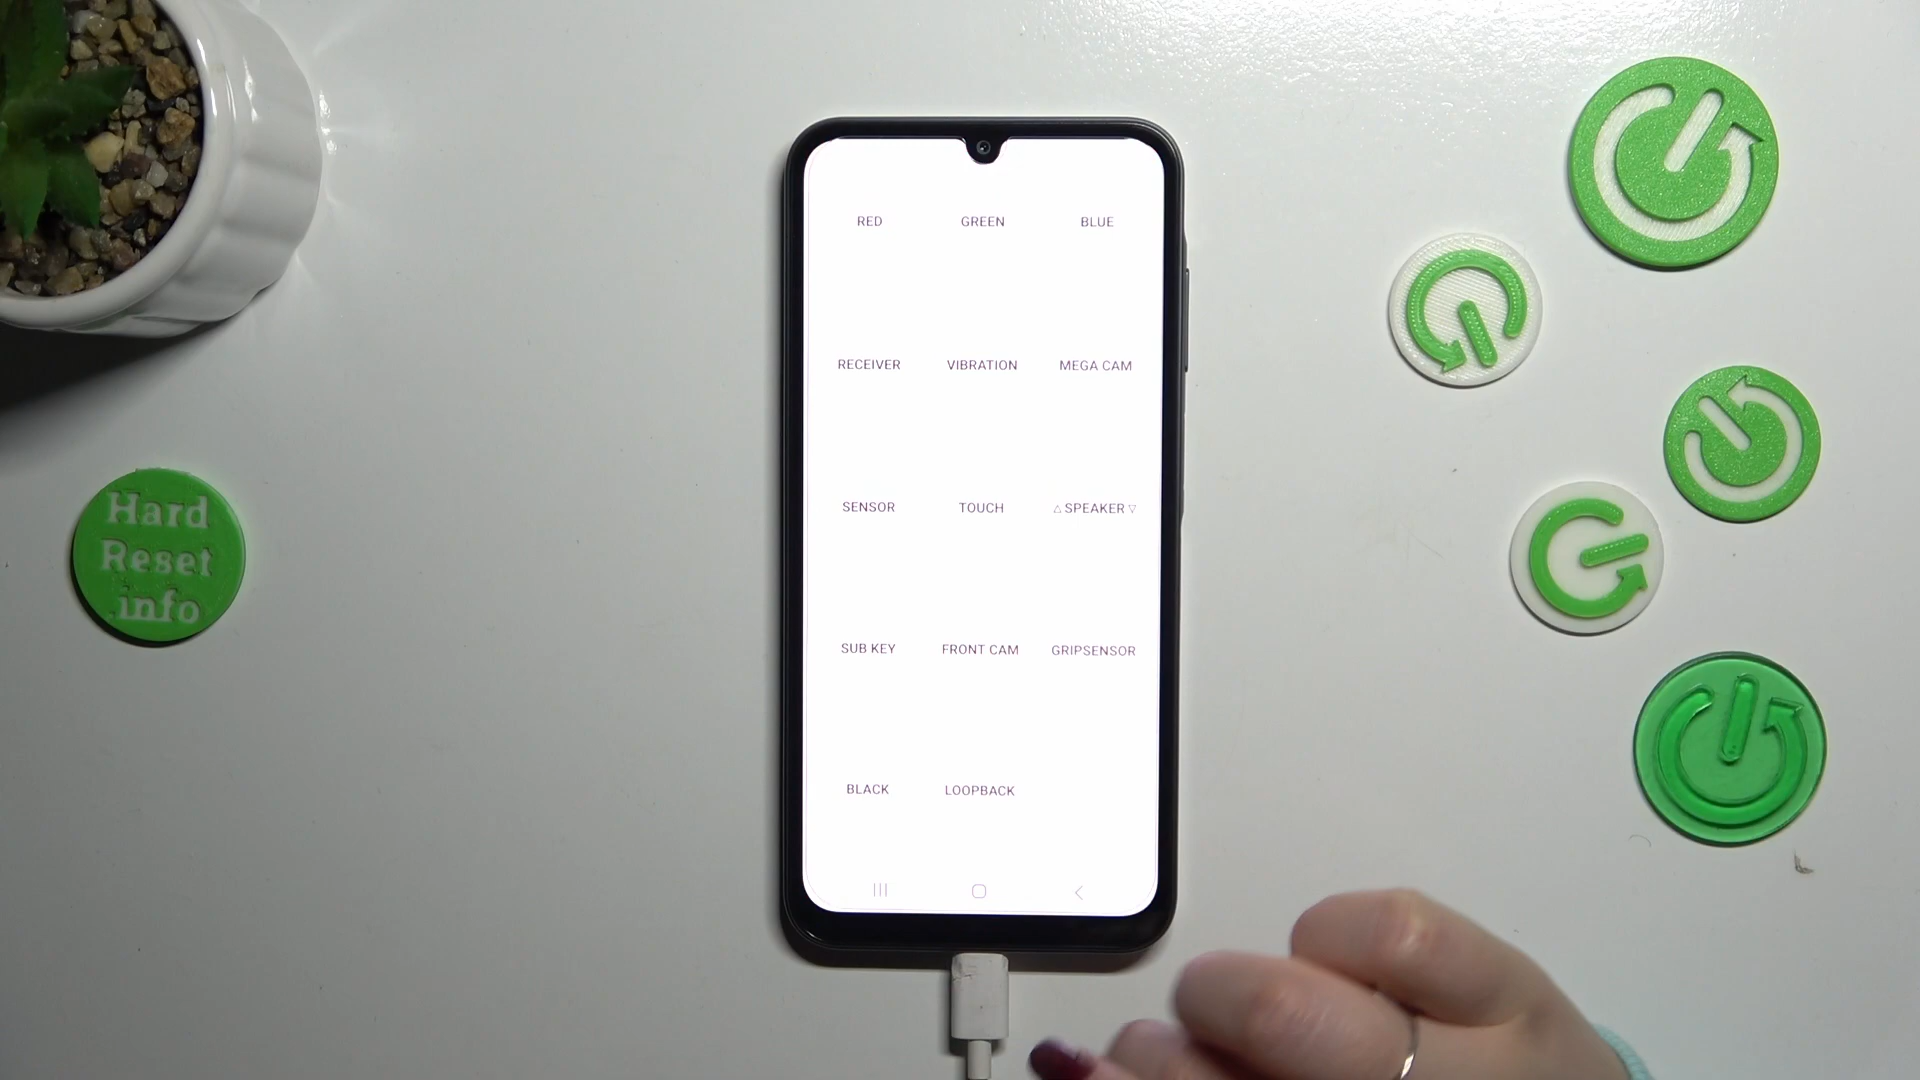 RED GREEN BLUE
RECEIVER VIBRATION MEGA CAM
SENSOR TOUCH △ SPEAKER ▽
SUB KEY FRONT CAM GRIPSENSOR
BLACK LOOPBACK
Hard
Reset
.info